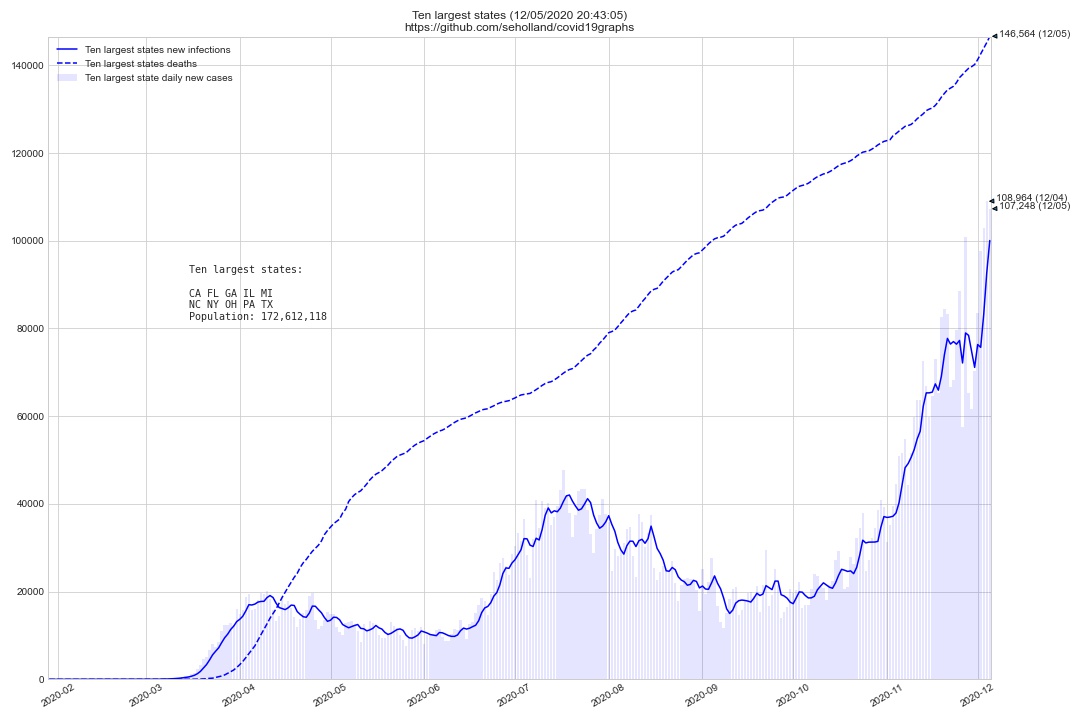 Ten largest states (12/05/2020 20:43:05)
https://github.com/seholland/covid19graphs
Ten largest states new infections
Ten largest states deaths
Ten largest state daily new cases
146,564 (12/05)
108,964 (12/04)
107,248 (12/05)
140000
120000
100000
80000
60000
40000
20000
0
Ten largest states:
CA FL GA IL MI
NC NY OH PA TX
Population: 172,612,118
2020-02
2020-03
2020-04
2020-05
2020-06
2020-07
2020-08
2020-09
2020-10
2020-11
2020-12